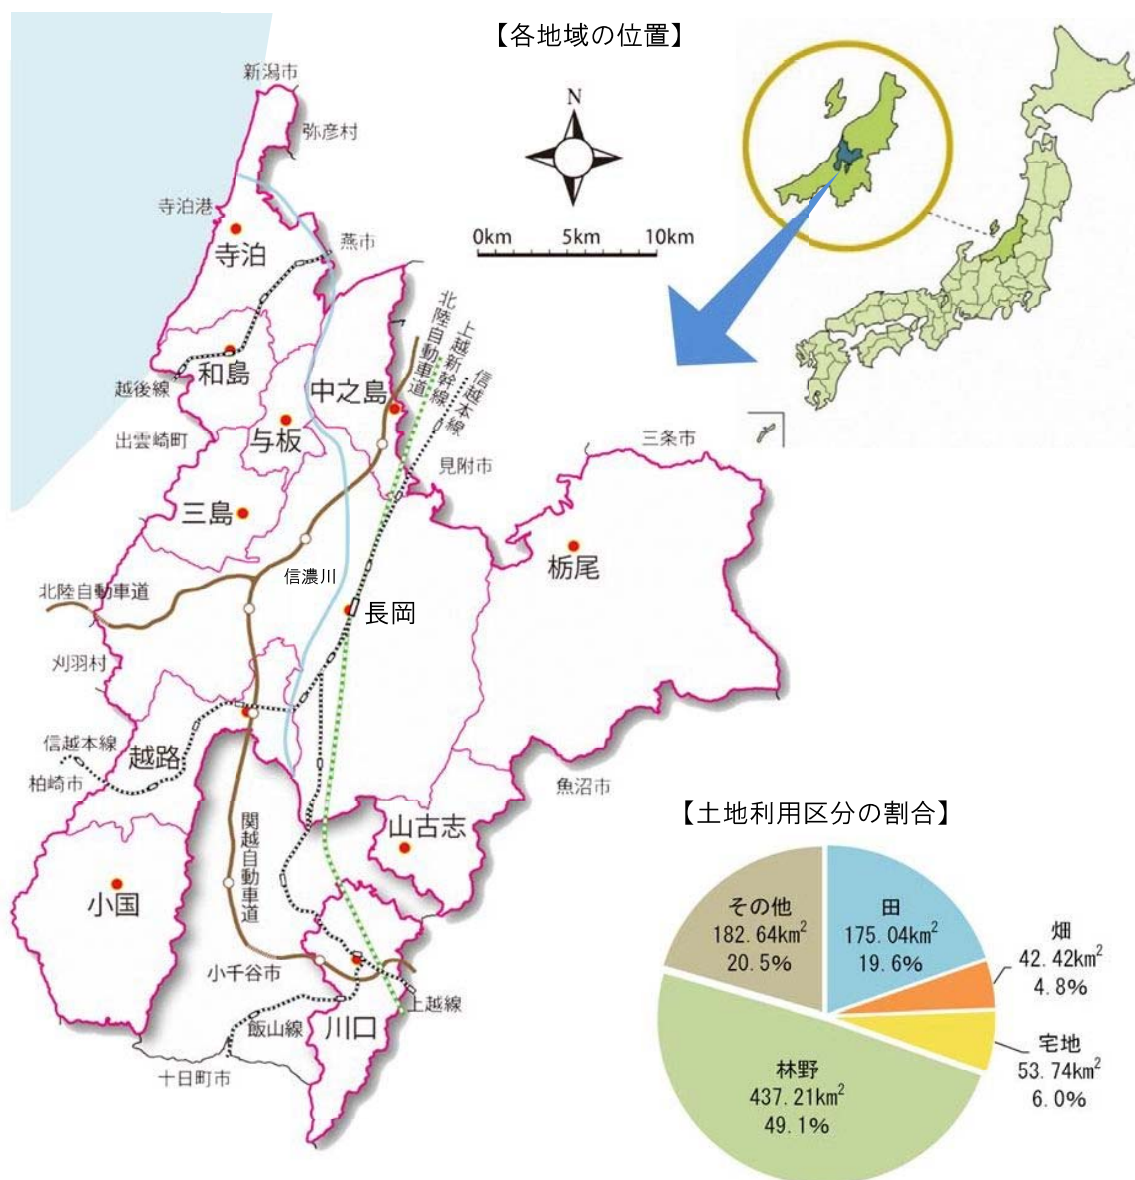 【各地域の位置】
新潟市
弥彦村
N
寺泊港
燕市
0km 5km 10km
寺泊
北陸自動車道
上越新幹線
信越本線
和島
越後線
中之島
出雲崎町
与板
三条市
見附市
三島
栃尾
信濃川
北陸自動車道
長岡
刈羽村
信越本線
越路
柏崎市
魚沼市
【土地利用区分の割合】
関越自動車道
山古志
小国
その他
182.64km²
20.5%
田
175.04km²
19.6%
畑
42.42km²
4.8%
小千谷市
上越線
飯山線
川口
宅地
53.74km²
6.0%
十日町市
林野
437.21km²
49.1%